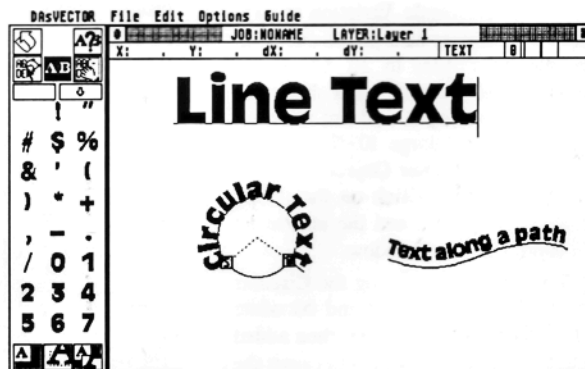 DAsVECTOR File Edit Options Guide
JOB:NONAME LAYER:Layer 1
X: . Y: . dX: . dY: . TEXT 0
A?
AB
Line Text
! "
# $ %
& ' (
) * +
, – .
/ 0 1
2 3 4
5 6 7
Circular Text
Text along a path
A A A